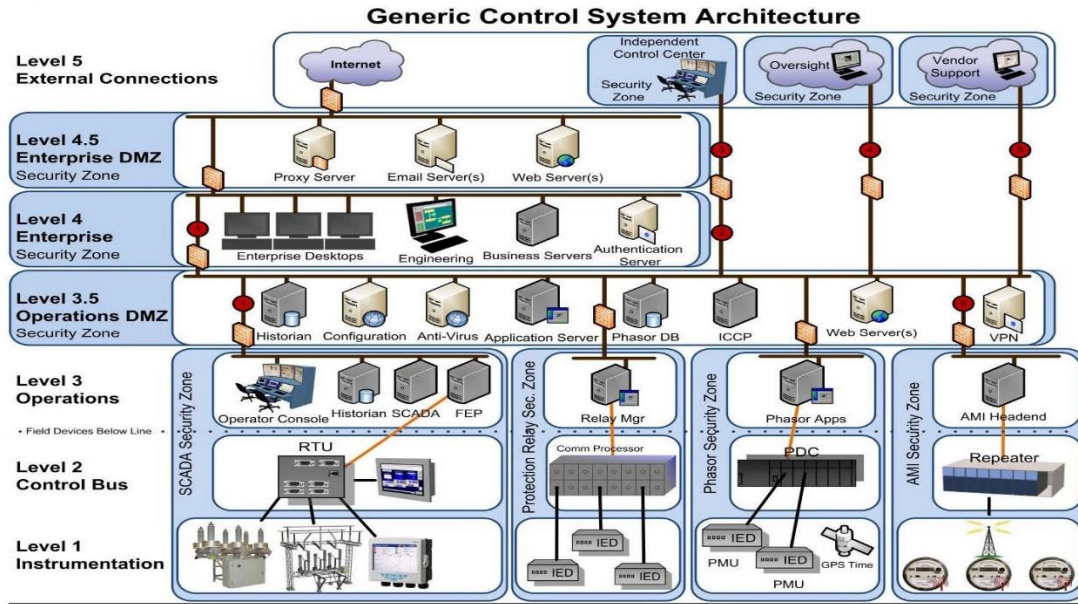 Generic Control System Architecture
Level 5
External Connections
Internet
Independent
Control Center
Security
Zone
Oversight
Security Zone
Vendor
Support
Security Zone
Level 4.5
Enterprise DMZ
Security Zone
Proxy Server
Email Server(s)
Web Server(s)
Level 4
Enterprise
Security Zone
Enterprise Desktops
Engineering
Business Servers
Authentication
Server
Level 3.5
Operations DMZ
Security Zone
Historian
Configuration
Anti-Virus
Application Server
Phasor DB
ICCP
Web Server(s)
VPN
Level 3
Operations
SCADA Security Zone
Operator Console
Historian
SCADA
FEP
Protection Relay Sec. Zone
Relay Mgr
Phasor Security Zone
Phasor Apps
AMI Security Zone
AMI Headend
• Field Devices Below Line
Level 2
Control Bus
RTU
Comm Processor
PDC
Repeater
Level 1
Instrumentation
IED
IED
IED
IED
PMU
IED
PMU
GPS Time